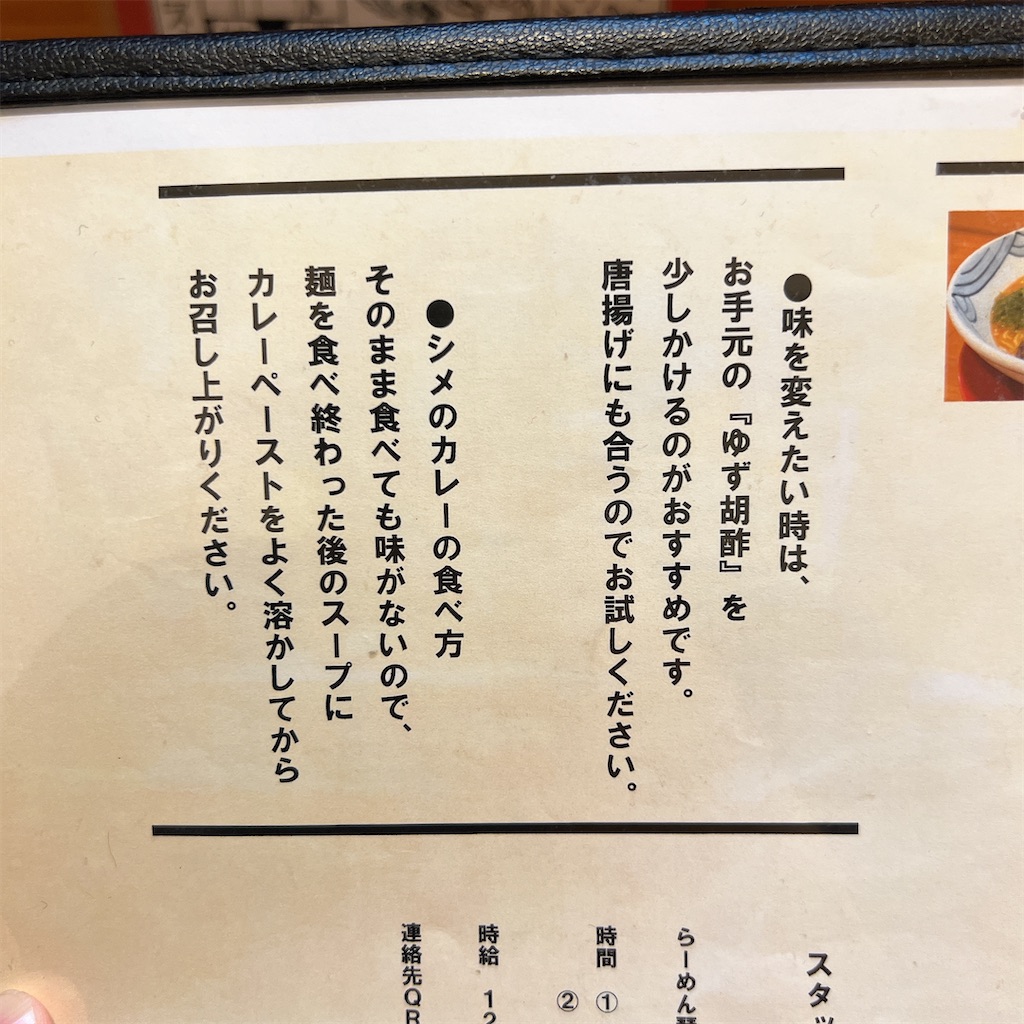 ●味を変えたい時は、
お手元の『ゆず胡酢』を
少しかけるのがおすすめです。
唐揚げにも合うのでお試しください。
●シメのカレーの食べ方
そのまま食べても味がないので、
麺を食べ終わった後のスープに
カレーペーストをよく溶かしてから
お召し上がりください。
スタッ
らーめん
時間 ①
②
時給 12
連絡先QR